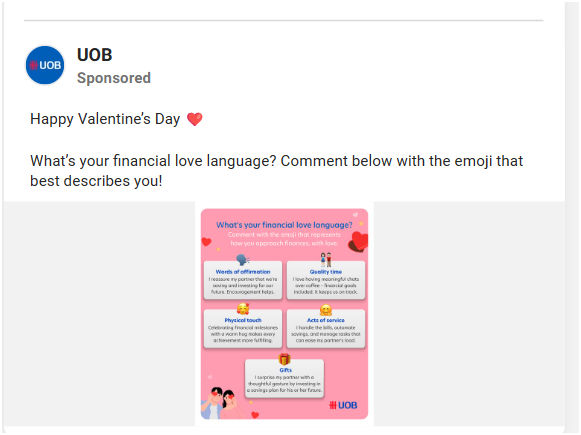 UOB
UOB
Sponsored
Happy Valentine’s Day ❤️
What’s your financial love language? Comment below with the emoji that
best describes you!
What's your financial love language?
Comment with the emoji that represents
how you approach finances, with love.
Words of affirmation
I reassure my partner that we're
saving and investing for our
future. Encouragement helps.
Quality time
I love having meaningful chats
over coffee - financial goals
included. It keeps us on track.
Physical touch
Celebrating financial milestones
with a warm hug makes every
achievement more fulfilling.
Acts of service
I handle the bills, automate
savings, and manage tasks that
can ease my partner's load.
Gifts
I surprise my partner with a
thoughtful gesture by investing in
a savings plan for his or her future.
UOB